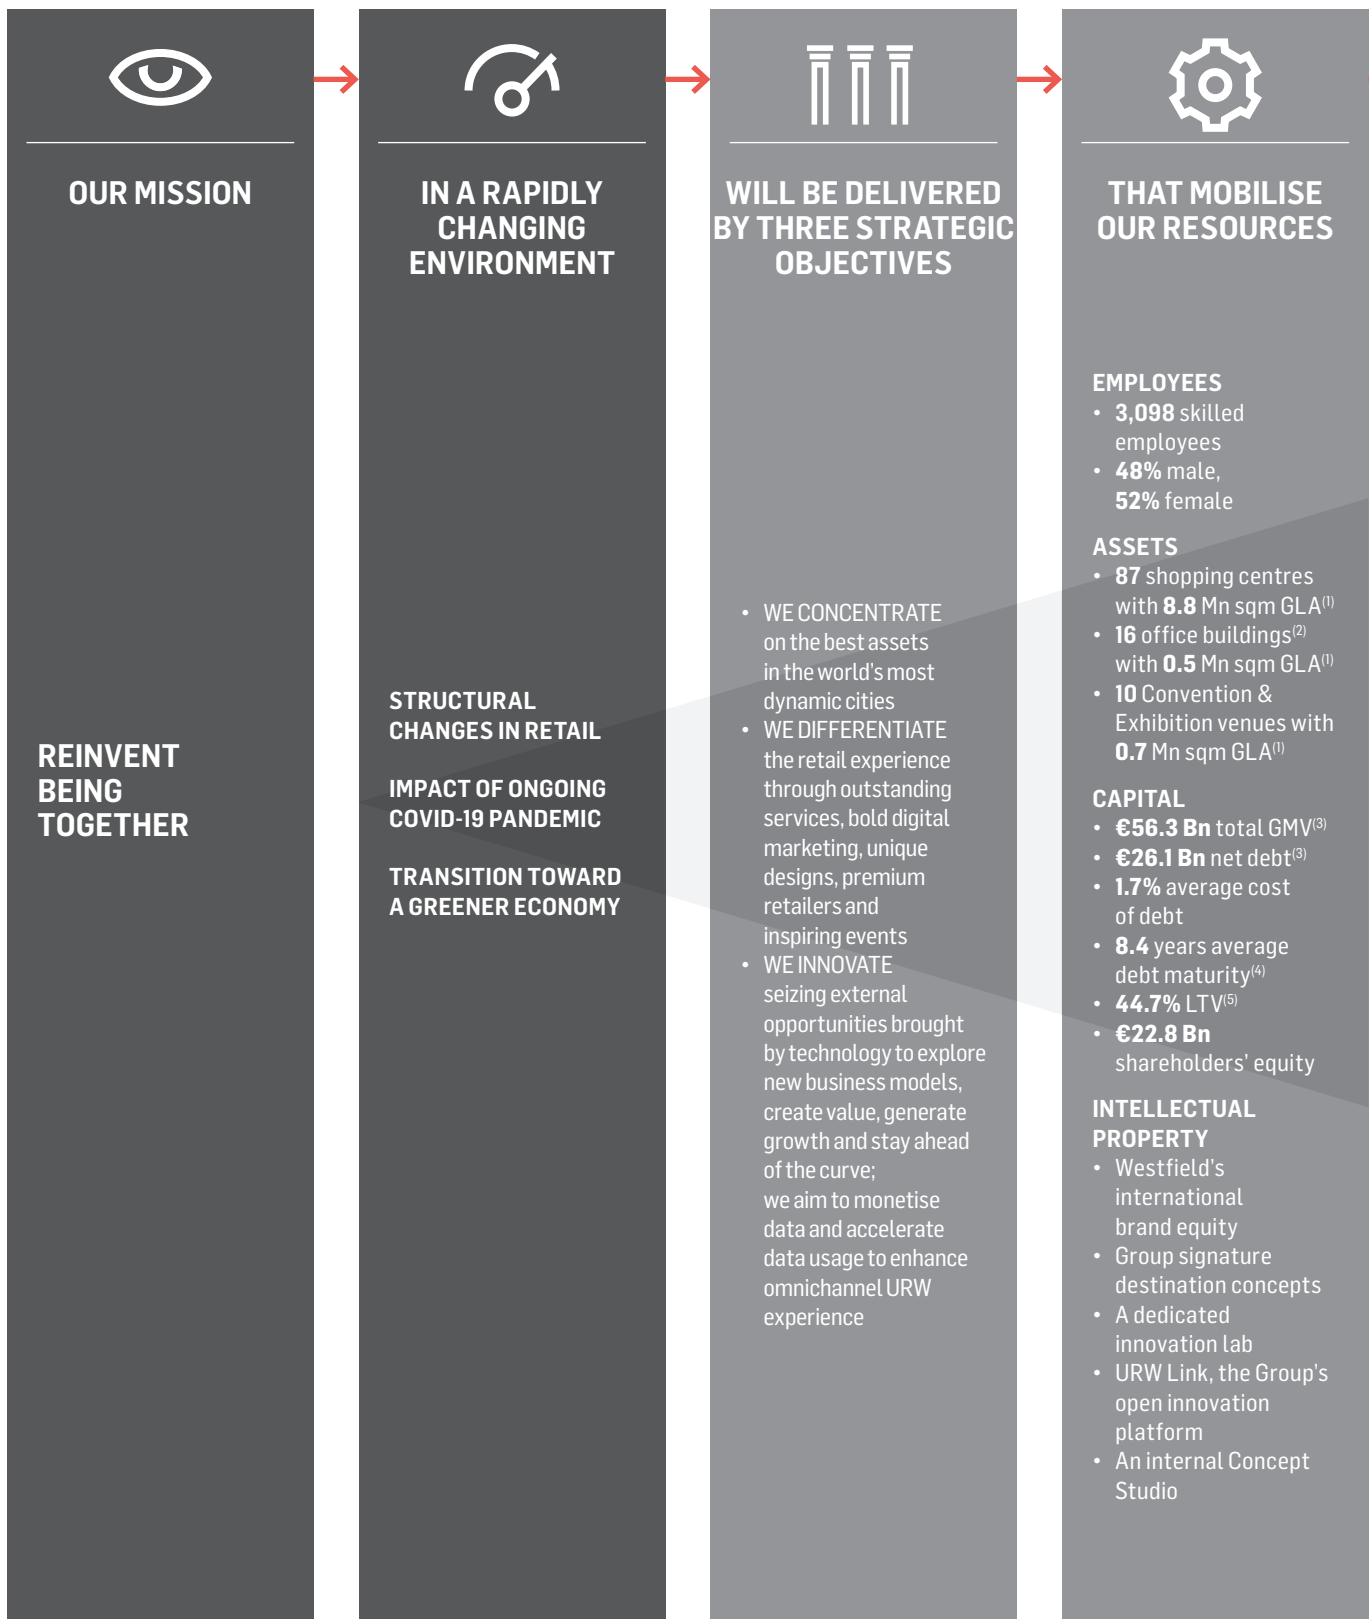 OUR MISSION
REINVENT
BEING
TOGETHER
IN A RAPIDLY
CHANGING
ENVIRONMENT
STRUCTURAL
CHANGES IN RETAIL
IMPACT OF ONGOING
COVID-19 PANDEMIC
TRANSITION TOWARD
A GREENER ECONOMY
WILL BE DELIVERED
BY THREE STRATEGIC
OBJECTIVES
• WE CONCENTRATE
on the best assets
in the world's most
dynamic cities
• WE DIFFERENTIATE
the retail experience
through outstanding
services, bold digital
marketing, unique
designs, premium
retailers and
inspiring events
• WE INNOVATE
seizing external
opportunities brought
by technology to explore
new business models,
create value, generate
growth and stay ahead
of the curve;
we aim to monetise
data and accelerate
data usage to enhance
omnichannel URW
experience
THAT MOBILISE
OUR RESOURCES
EMPLOYEES
• 3,098 skilled
employees
• 48% male,
52% female
ASSETS
• 87 shopping centres
with 8.8 Mn sqm GLA(1)
• 16 office buildings(2)
with 0.5 Mn sqm GLA(1)
• 10 Convention &
Exhibition venues with
0.7 Mn sqm GLA(1)
CAPITAL
• €56.3 Bn total GMV(3)
• €26.1 Bn net debt(3)
• 1.7% average cost
of debt
• 8.4 years average
debt maturity(4)
• 44.7% LTV(5)
• €22.8 Bn
shareholders' equity
INTELLECTUAL
PROPERTY
• Westfield's
international
brand equity
• Group signature
destination concepts
• A dedicated
innovation lab
• URW Link, the Group's
open innovation
platform
• An internal Concept
Studio